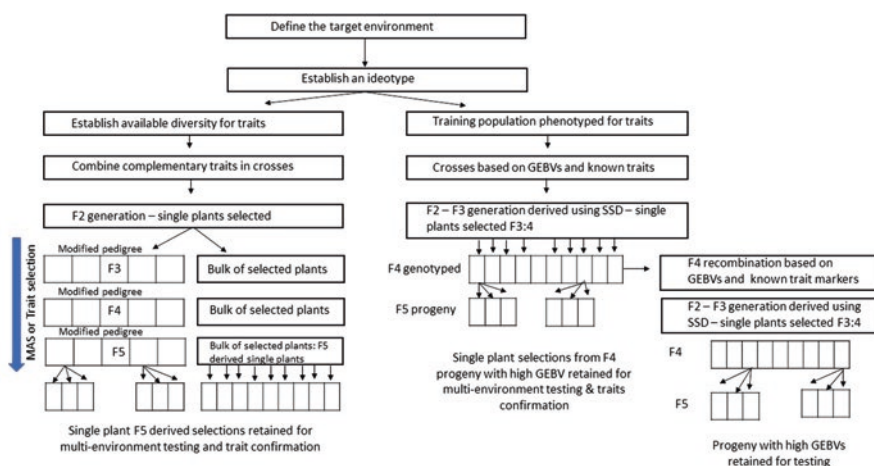 Define the target environment
Establish an ideotype
Establish available diversity for traits
Combine complementary traits in crosses
F2 generation – single plants selected
MAS or Trait selection
Modified pedigree
F3
Bulk of selected plants
Modified pedigree
F4
Bulk of selected plants
Modified pedigree
F5
Bulk of selected plants: F5
derived single plants
Single plant F5 derived selections retained for
multi-environment testing and trait confirmation
Training population phenotyped for traits
Crosses based on GEBVs and known traits
F2 – F3 generation derived using SSD – single
plants selected F3:4
F4 genotyped
F5 progeny
Single plant selections from F4
progeny with high GEBV retained for
multi-environment testing & traits
confirmation
F4 recombination based on
GEBVs and known trait markers
F2 – F3 generation derived using
SSD – single plants selected F3:4
F4
F5
Progeny with high GEBVs
retained for testing